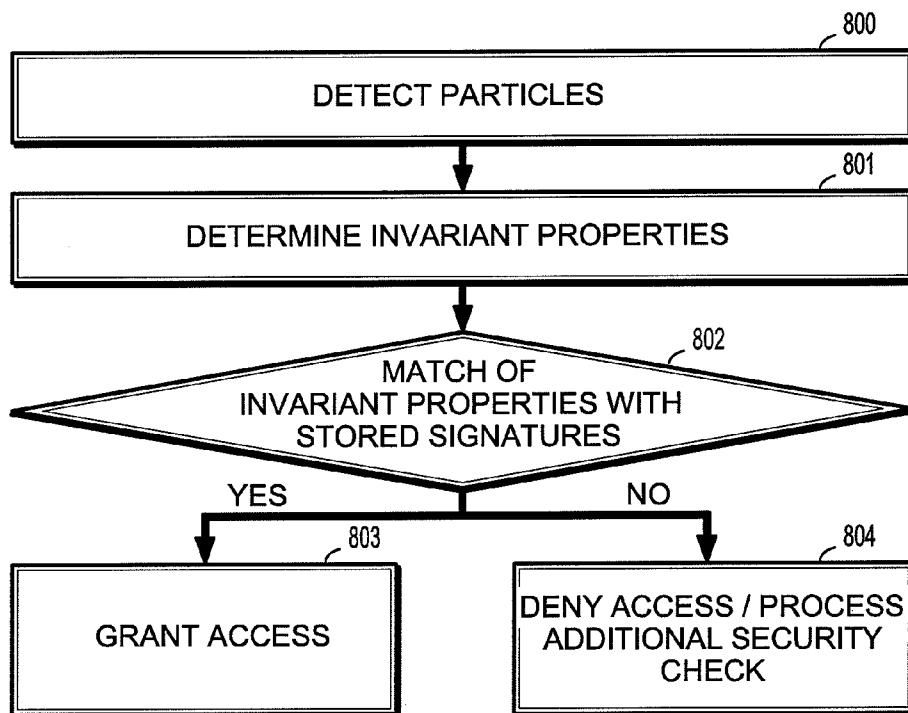 800
DETECT PARTICLES
801
DETERMINE INVARIANT PROPERTIES
802
MATCH OF
INVARIANT PROPERTIES WITH
STORED SIGNATURES
YES
NO
803
GRANT ACCESS
804
DENY ACCESS / PROCESS
ADDITIONAL SECURITY
CHECK